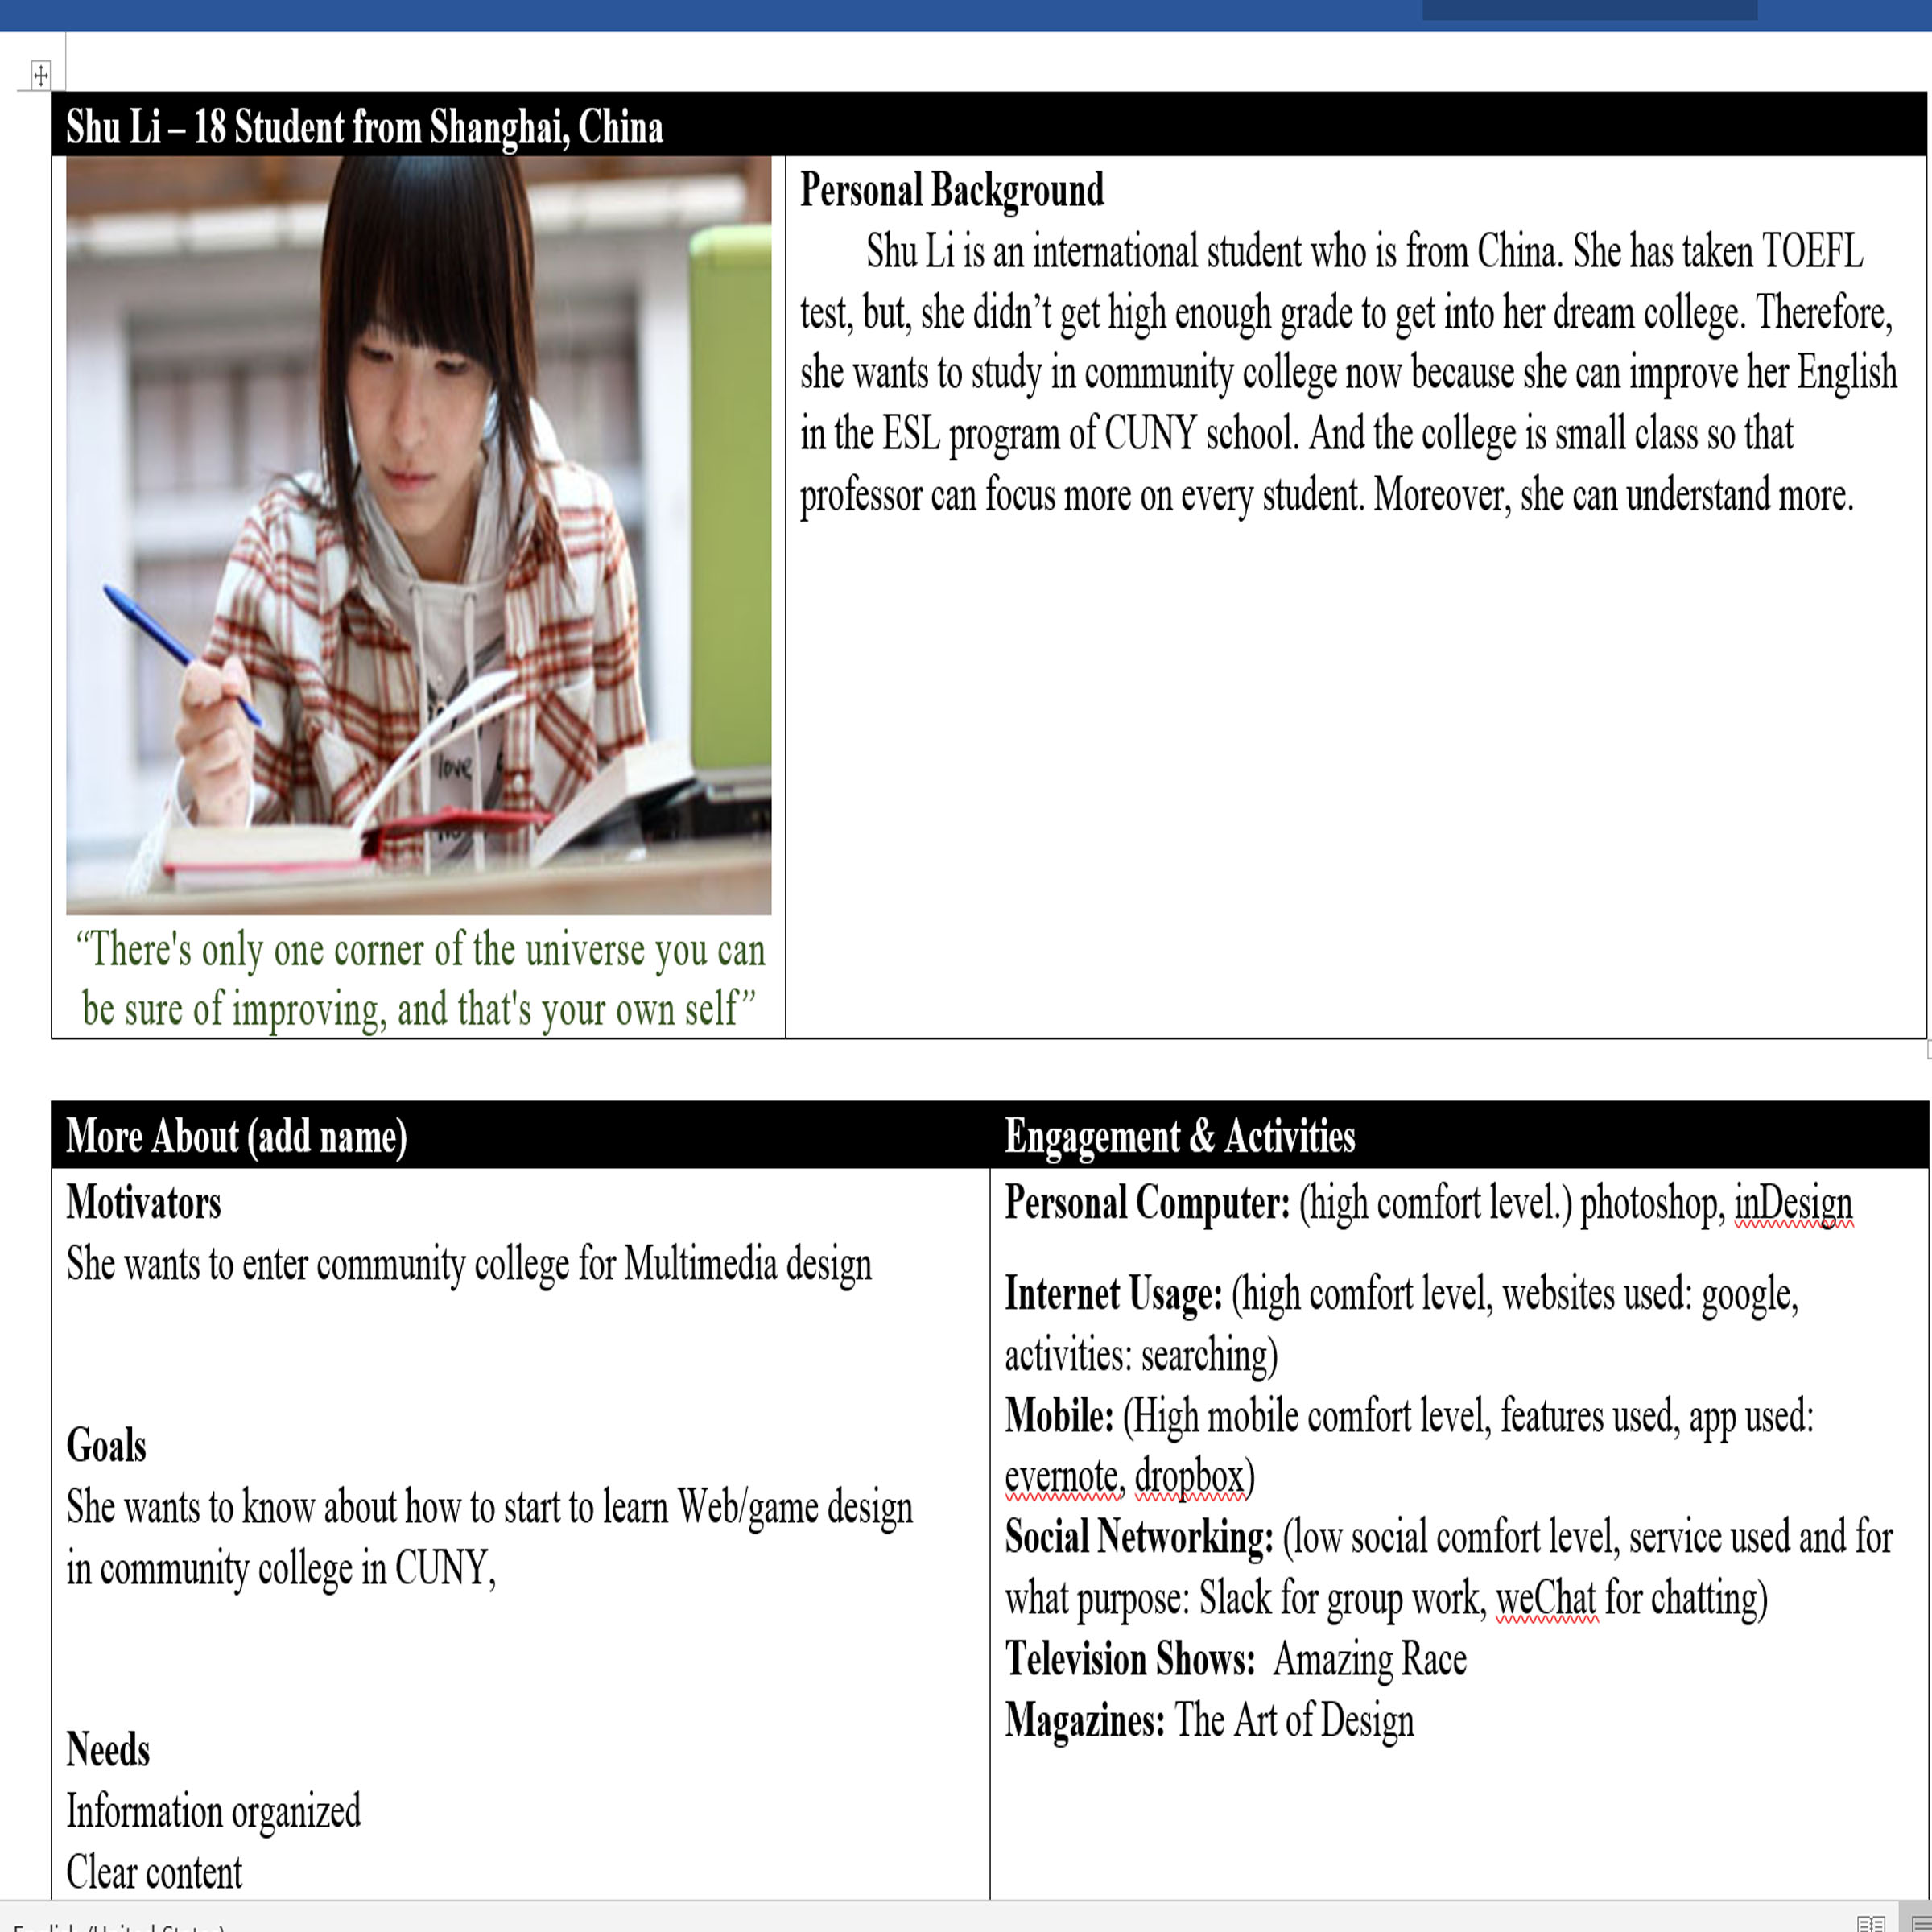 Shu Li – 18 Student from Shanghai, China
Personal Background
Shu Li is an international student who is from China. She has taken TOEFL
test, but, she didn’t get high enough grade to get into her dream college. Therefore,
she wants to study in community college now because she can improve her English
in the ESL program of CUNY school. And the college is small class so that
professor can focus more on every student. Moreover, she can understand more.
love
“There's only one corner of the universe you can
be sure of improving, and that's your own self”
More About (add name)
Motivators
She wants to enter community college for Multimedia design
Goals
She wants to know about how to start to learn Web/game design
in community college in CUNY,
Needs
Information organized
Clear content
Engagement & Activities
Personal Computer: (high comfort level.) photoshop, inDesign
Internet Usage: (high comfort level, websites used: google,
activities: searching)
Mobile: (High mobile comfort level, features used, app used:
evernote, dropbox)
Social Networking: (low social comfort level, service used and for
what purpose: Slack for group work, weChat for chatting)
Television Shows:  Amazing Race
Magazines: The Art of Design